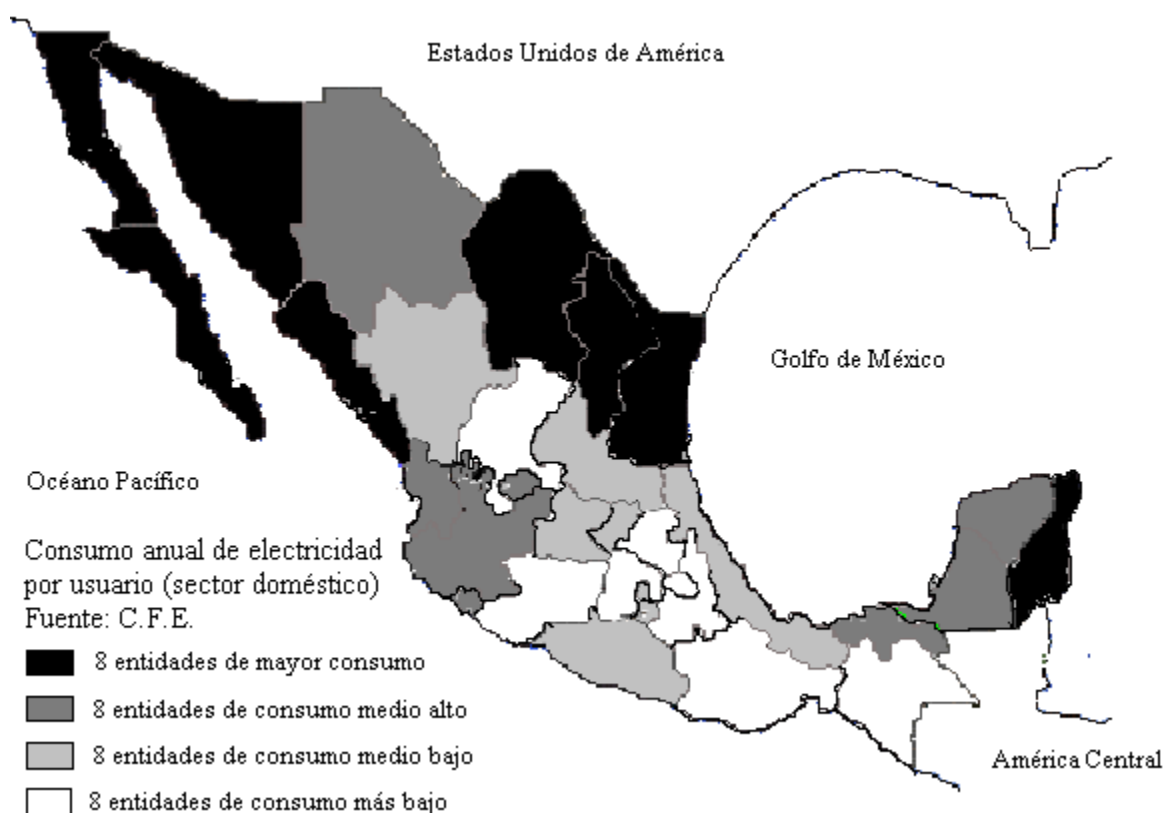 Estados Unidos de América
Golfo de México
Océano Pacífico
Consumo anual de electricidad
por usuario (sector doméstico)
Fuente: C.F.E.
8 entidades de mayor consumo
8 entidades de consumo medio alto
8 entidades de consumo medio bajo
8 entidades de consumo más bajo
América Central